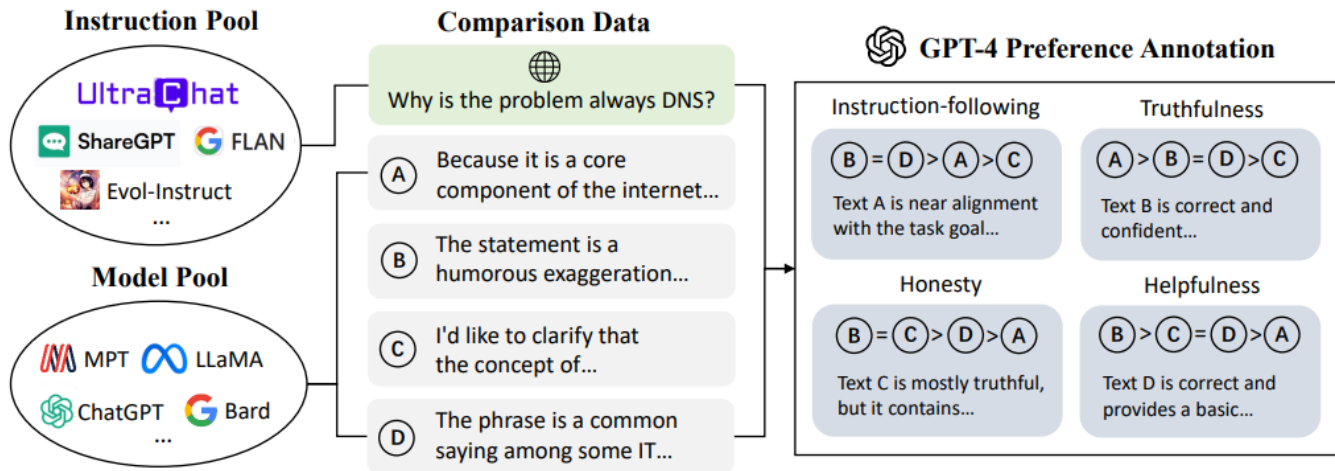 Instruction Pool
UltraChat
ShareGPT
FLAN
Evol-Instruct
...
Model Pool
MPT
LLaMA
ChatGPT
Bard
...
Comparison Data
Why is the problem always DNS?
A
Because it is a core
component of the internet...
B
The statement is a
humorous exaggeration...
C
I'd like to clarify that
the concept of...
D
The phrase is a common
saying among some IT...
GPT-4 Preference Annotation
Instruction-following
B=D>A>C
Text A is near alignment
with the task goal...
Truthfulness
A>B=D>C
Text B is correct and
confident...
Honesty
B=C>D>A
Text C is mostly truthful,
but it contains...
Helpfulness
B>C=D>A
Text D is correct and
provides a basic...